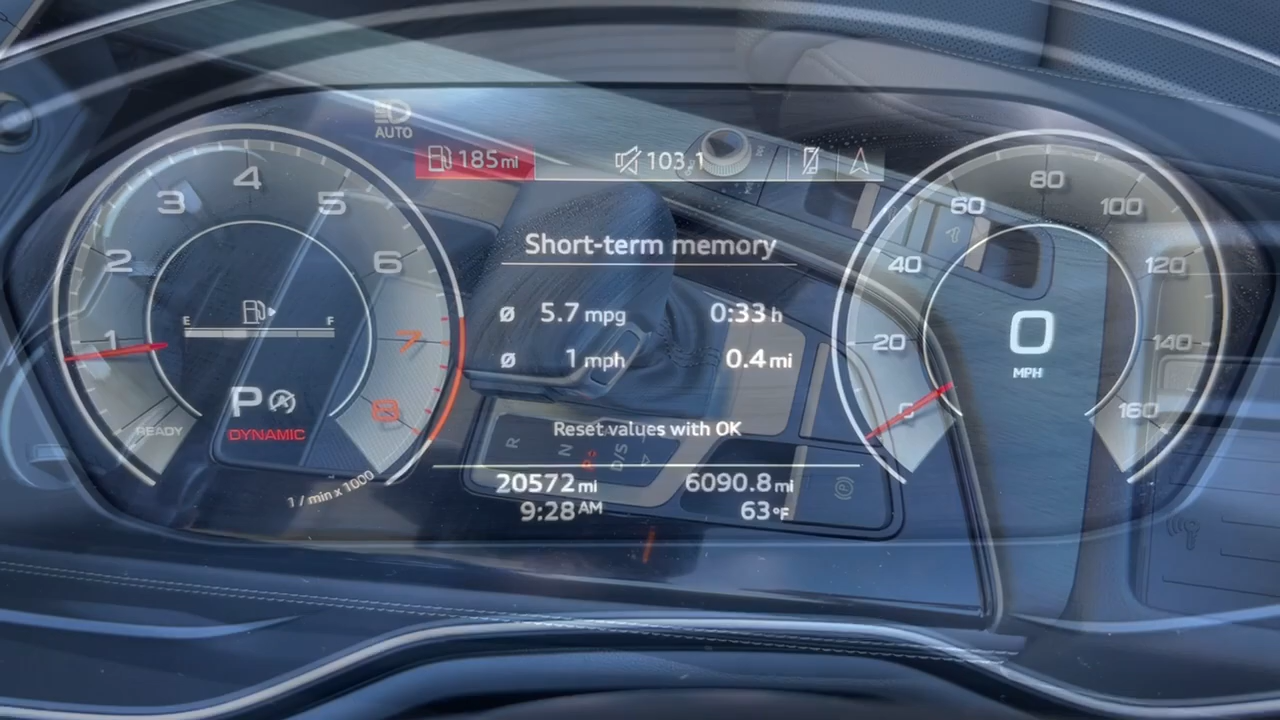 AUTO
185 mi
103.1
Short-term memory
ø 5.7 mpg 0:33 h
ø 1 mph 0.4 mi
Reset values with OK
20572 mi 6090.8 mi
9:28 AM 63 °F
1 2 3 4 5 6 7 8
E F
P
DYNAMIC
READY
1 / min x 1000
0 20 40 60 80 100 120 140 160
0
MPH
R
N
P
D/S
(P)